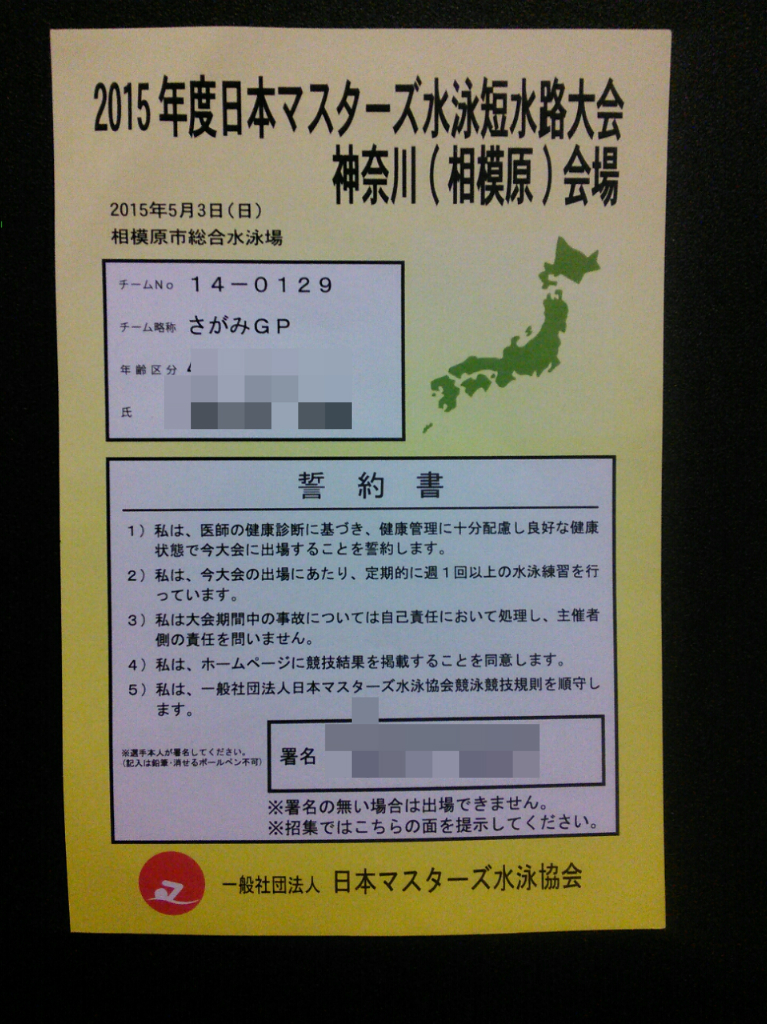 2015年度日本マスターズ水泳短水路大会
神奈川(相模原)会場
2015年5月3日(日)
相模原市総合水泳場
チームNo 14-0129
チーム略称 さがみGP
年齢区分
氏
誓約書
1)私は、医師の健康診断に基づき、健康管理に十分配慮し良好な健康
状態で今大会に出場することを誓約します。
2)私は、今大会の出場にあたり、定期的に週1回以上の水泳練習を行
っています。
3)私は大会期間中の事故については自己責任において処理し、主催者
側の責任を問いません。
4)私は、ホームページに競技結果を掲載することを同意します。
5)私は、一般社団法人日本マスターズ水泳協会競泳競技規則を順守し
ます。
※選手本人が署名してください。
(記入は鉛筆・消せるボールペン不可)
署名
※署名の無い場合は出場できません。
※招集ではこちらの面を提示してください。
一般社団法人 日本マスターズ水泳協会